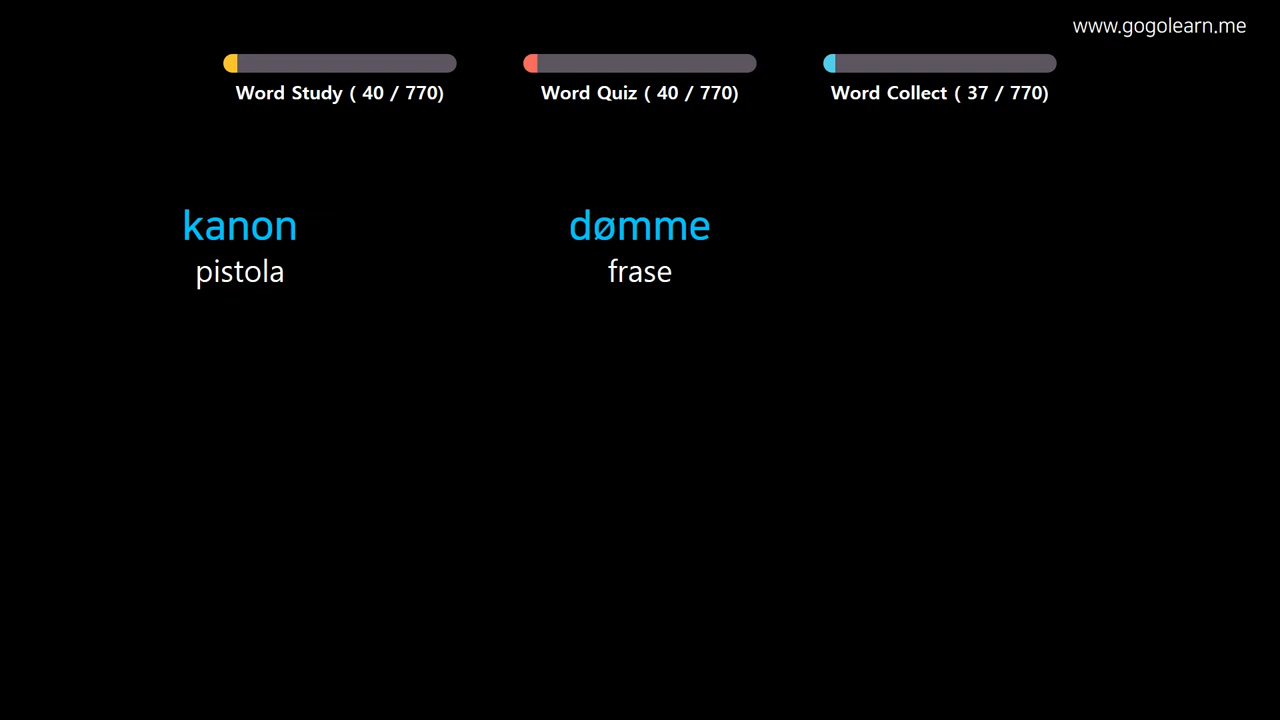 www.gogolearn.me
Word Study ( 40 / 770)
Word Quiz ( 40 / 770)
Word Collect ( 37 / 770)
kanon
pistola
dømme
frase